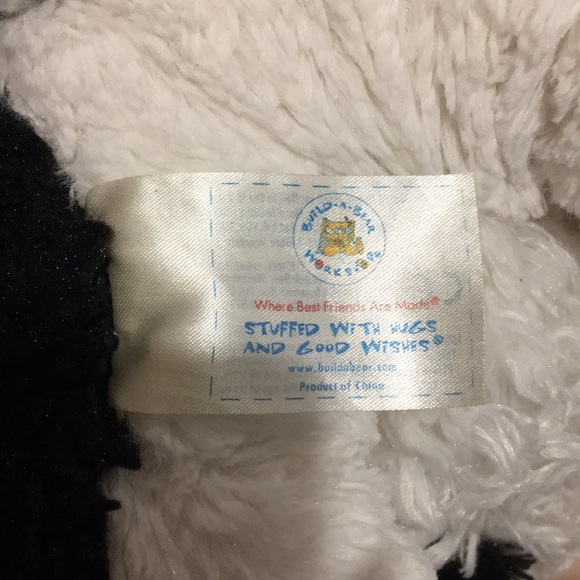 BUILD-A-BEAR
WORKSHOP
Where Best Friends Are Made®
STUFFED WITH HUGS
AND GOOD WISHES®
www.buildabear.com
Product of China